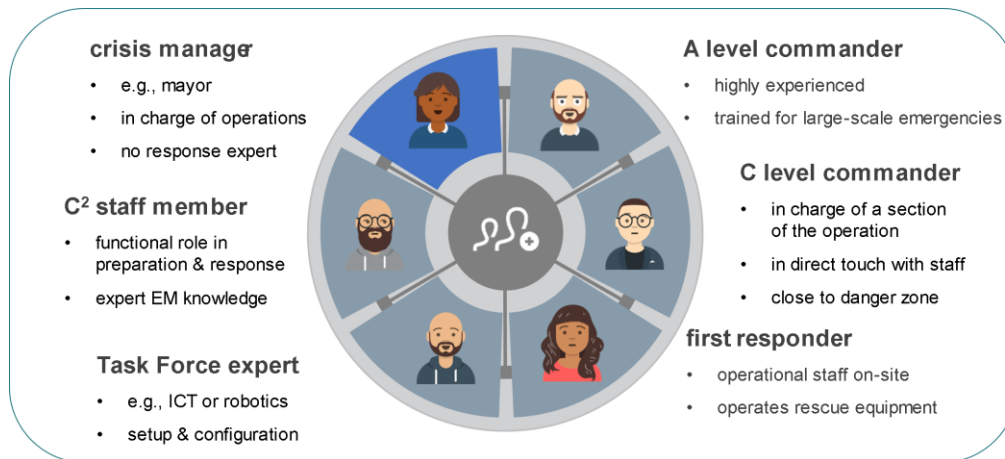 crisis manager
• e.g., mayor
• in charge of operations
• no response expert
C² staff member
• functional role in
preparation & response
• expert EM knowledge
Task Force expert
• e.g., ICT or robotics
• setup & configuration
A level commander
• highly experienced
• trained for large-scale emergencies
C level commander
• in charge of a section
of the operation
• in direct touch with staff
• close to danger zone
first responder
• operational staff on-site
• operates rescue equipment